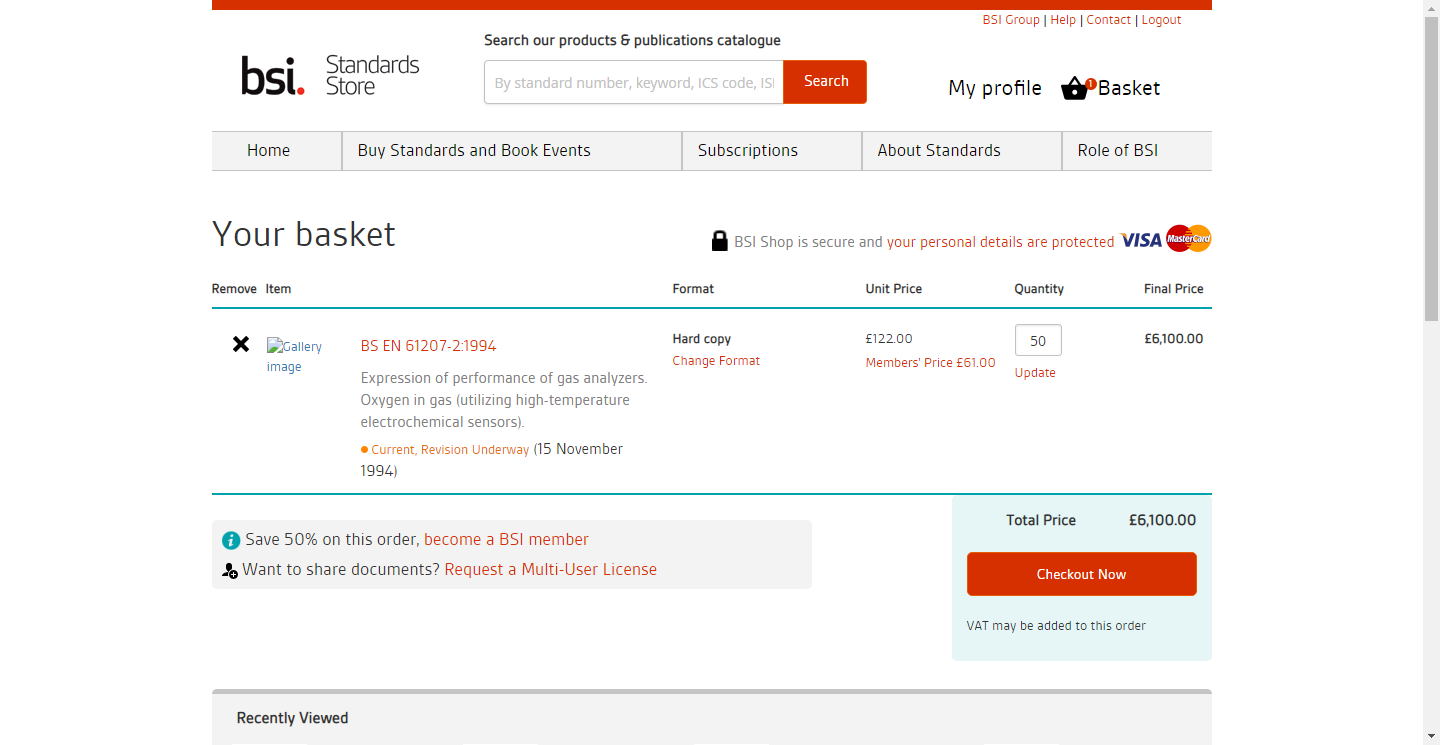 BSI Group | Help | Contact | Logout
Search our products & publications catalogue
bsi. Standards Store
By standard number, keyword, ICS code, ISI
Search
My profile
1
Basket
Home
Buy Standards and Book Events
Subscriptions
About Standards
Role of BSI
Your basket
BSI Shop is secure and your personal details are protected
VISA
MasterCard
Remove Item Format Unit Price Quantity Final Price
Gallery image
BS EN 61207-2:1994
Expression of performance of gas analyzers.
Oxygen in gas (utilizing high-temperature
electrochemical sensors).
Current, Revision Underway (15 November
1994)
Hard copy
Change Format
£122.00
Members' Price £61.00
50
Update
£6,100.00
Total Price £6,100.00
Checkout Now
VAT may be added to this order
Save 50% on this order, become a BSI member
Want to share documents? Request a Multi-User License
Recently Viewed